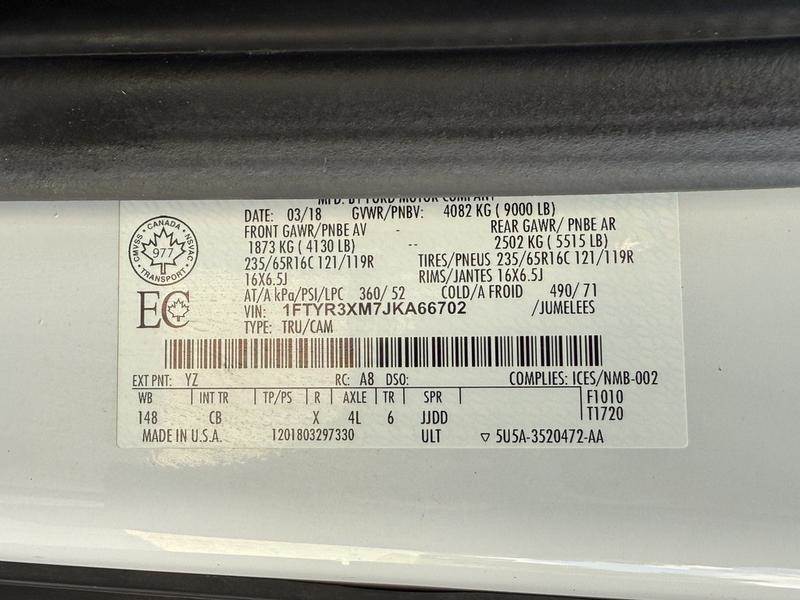 MFD. BY FORD MOTOR COMPANY
DATE: 03/18 GVWR/PNBV: 4082 KG ( 9000 LB)
FRONT GAWR/PNBE AV REAR GAWR/ PNBE AR
1873 KG ( 4130 LB) -- 2502 KG ( 5515 LB)
235/65R16C 121/119R TIRES/PNEUS 235/65R16C 121/119R
16X6.5J RIMS/JANTES 16X6.5J
AT/A kPa/PSI/LPC 360/ 52 COLD/A FROID 490/ 71
VIN: 1FTYR3XM7JKA66702 /JUMELEES
TYPE: TRU/CAM
CANADA
CMVSS 977 NSVAC
TRANSPORT
EC
EXT PNT: YZ RC: A8 DSO: COMPLIES: ICES/NMB-002
WB INT TR TP/PS R AXLE TR SPR F1010
148 CB X 4L 6 JJDD T1720
MADE IN U.S.A. 1201803297330 ULT 5U5A-3520472-AA